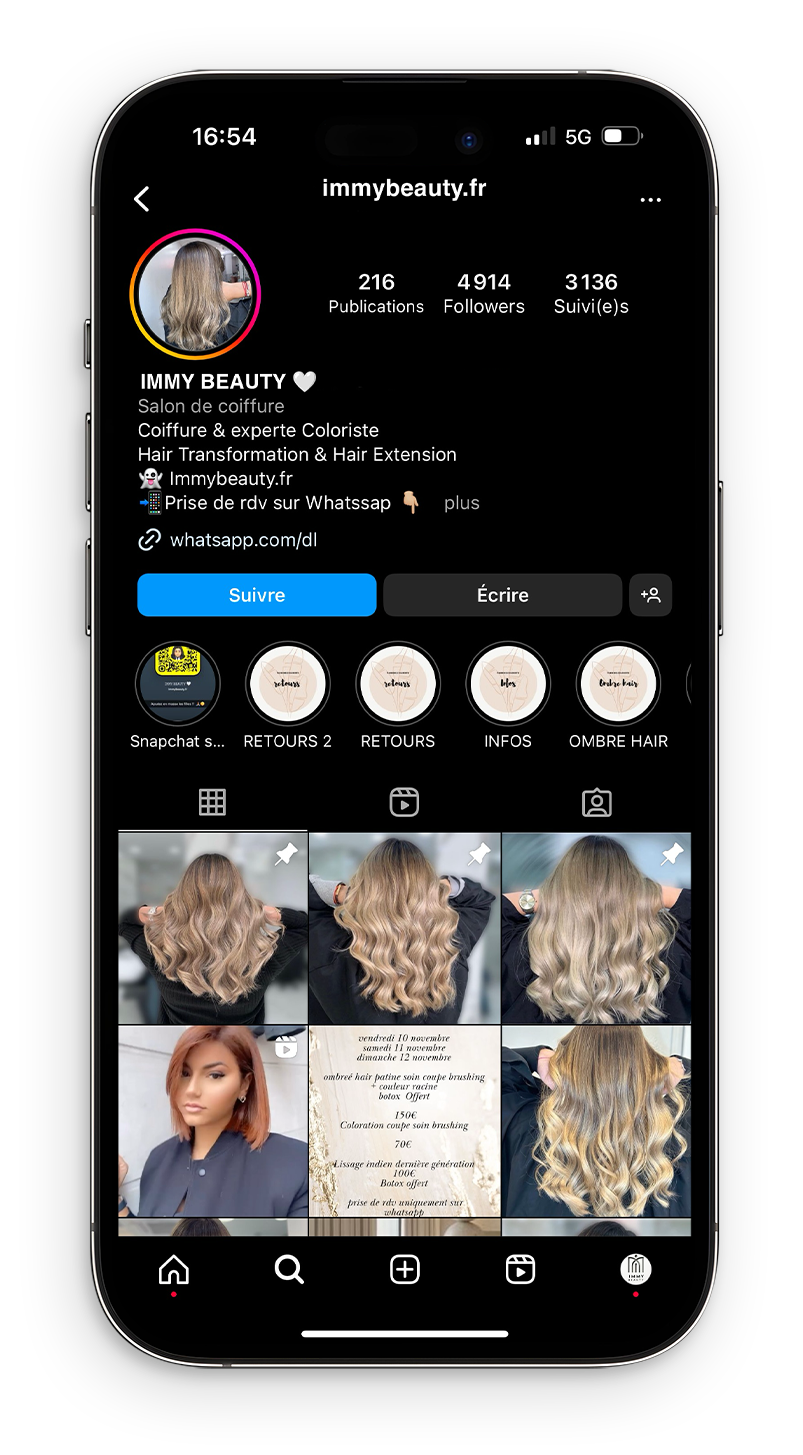 16:54
5G
immybeauty.fr
216
4 914
3 136
Publications
Followers
Suivi(e)s
IMMY BEAUTY 🤍
Salon de coiffure
Coiffure & experte Coloriste
Hair Transformation & Hair Extension
👻 Immybeauty.fr
📲Prise de rdv sur Whatssap 👇🏼 plus
whatsapp.com/dl
Suivre
Écrire
IMMY BEAUTY
retours
retours
Infos
Ombre hair
Snapchat s...
RETOURS 2
RETOURS
INFOS
OMBRE HAIR
vendredi 10 novembre
samedi 11 novembre
dimanche 12 novembre
ombreé hair patine soin coupe brushing
+ couleur racine
botox Offert
150€
Coloration coupe soin brushing
70€
Lissage indien dernière génération
100€
Botox offert
prise de rdv uniquement sur
whatsapp
IMMY